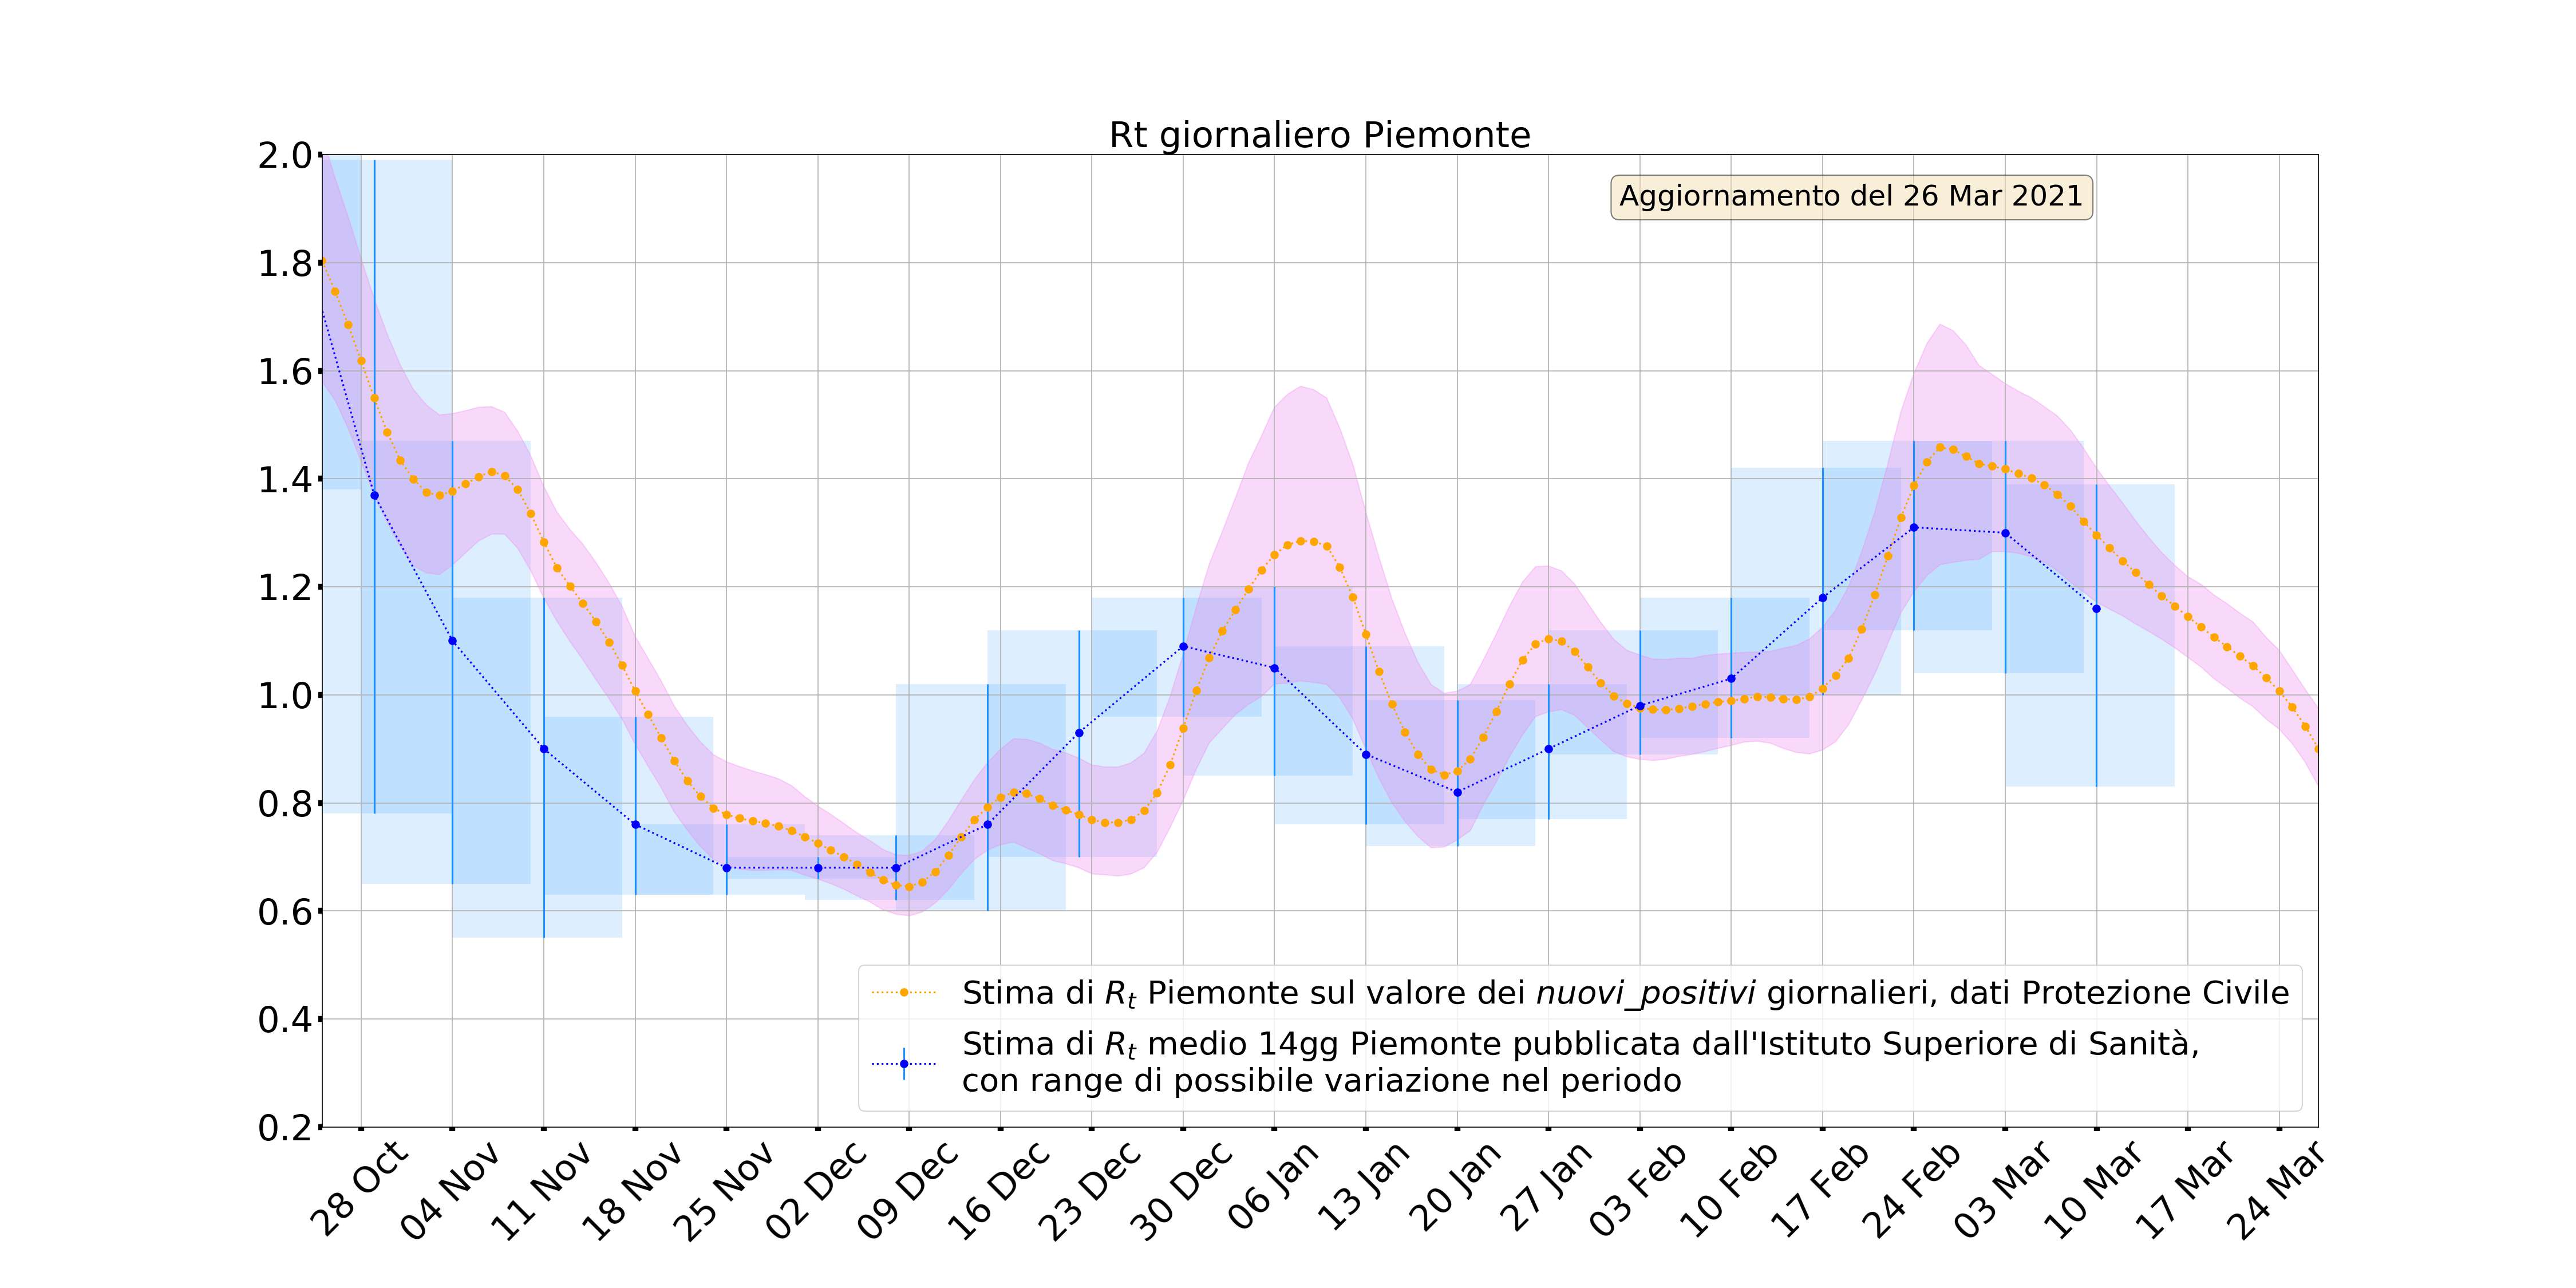 Rt giornaliero Piemonte
Aggiornamento del 26 Mar 2021
2.0
1.8
1.6
1.4
1.2
1.0
0.8
0.6
0.4
0.2
Stima di Rt Piemonte sul valore dei nuovi_positivi giornalieri, dati Protezione Civile
Stima di Rt medio 14gg Piemonte pubblicata dall'Istituto Superiore di Sanità,
con range di possibile variazione nel periodo
28 Oct
04 Nov
11 Nov
18 Nov
25 Nov
02 Dec
09 Dec
16 Dec
23 Dec
30 Dec
06 Jan
13 Jan
20 Jan
27 Jan
03 Feb
10 Feb
17 Feb
24 Feb
03 Mar
10 Mar
17 Mar
24 Mar